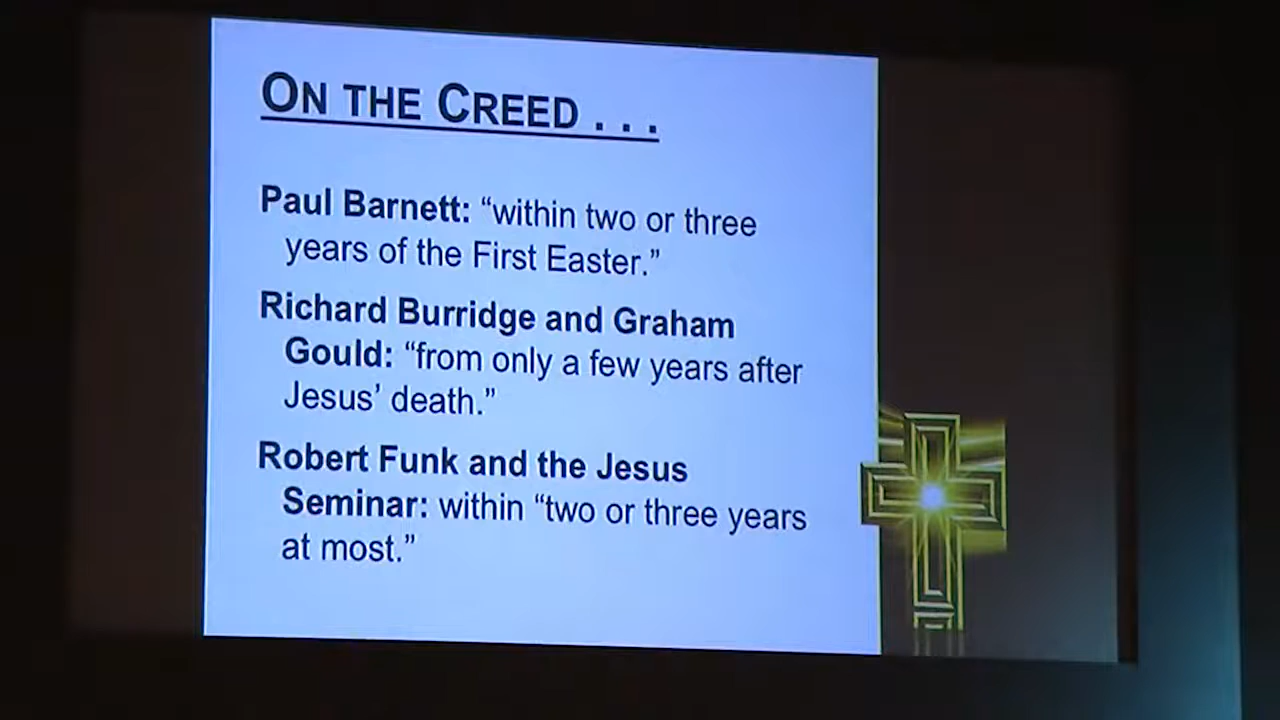 ON THE CREED . . .
Paul Barnett: “within two or three
years of the First Easter.”
Richard Burridge and Graham
Gould: “from only a few years after
Jesus’ death.”
Robert Funk and the Jesus
Seminar: within “two or three years
at most.”